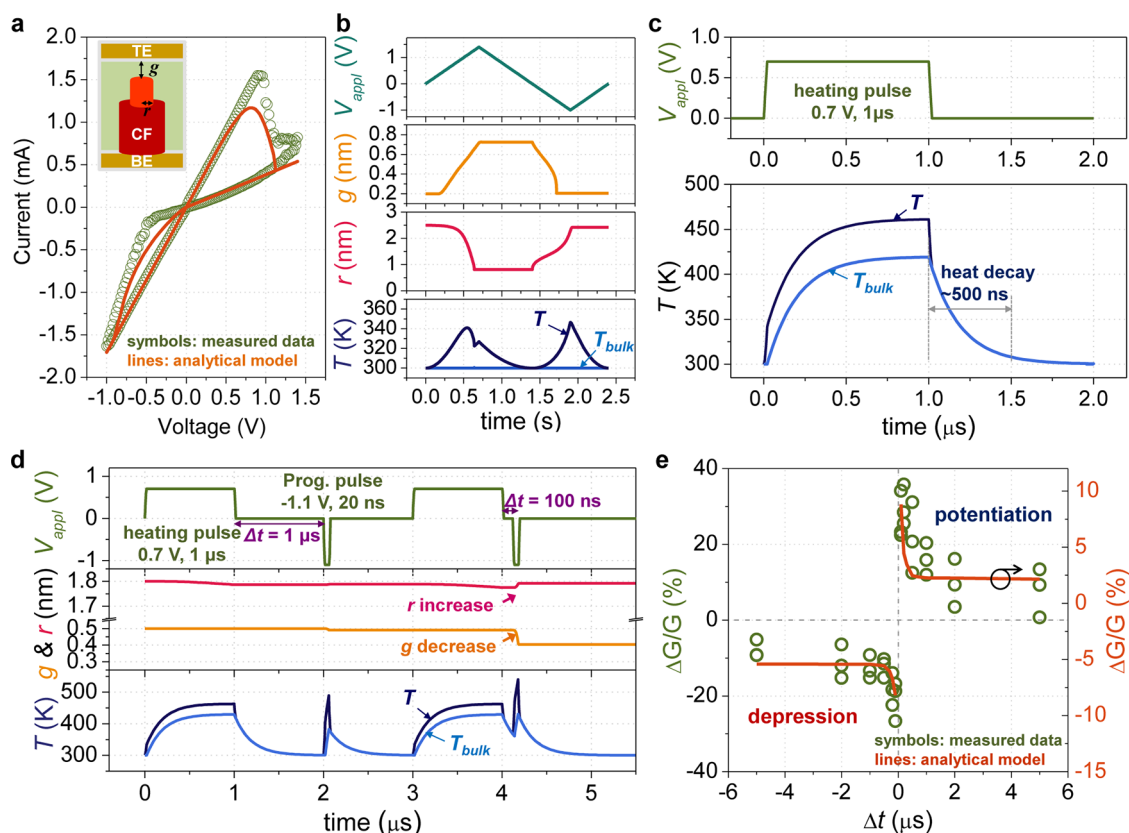 a
TE
g
r
CF
BE
symbols: measured data
lines: analytical model
2.0
1.5
1.0
0.5
0.0
-0.5
-1.0
-1.5
-2.0
Current (mA)
-1.0 -0.5 0.0 0.5 1.0 1.5
Voltage (V)
b
V_appl (V)
1
0
-1
g (nm)
0.8
0.6
0.4
0.2
r (nm)
3
2
1
T (K)
360
340
320
300
T
T_bulk
0.0 0.5 1.0 1.5 2.0 2.5
time (s)
c
V_appl (V)
1.0
0.5
0.0
heating pulse
0.7 V, 1µs
0.0 0.5 1.0 1.5 2.0
T (K)
500
450
400
350
300
T
T_bulk
heat decay
~500 ns
0.0 0.5 1.0 1.5 2.0
time (µs)
d
V_appl (V)
1
0
-1
Prog. pulse
-1.1 V, 20 ns
Δt = 100 ns
heating pulse
0.7 V, 1 µs
Δt = 1 µs
g & r (nm)
1.8
1.7
0.5
0.4
0.3
r increase
g decrease
T (K)
500
400
300
T
T_bulk
0 1 2 3 4 5
time (µs)
e
ΔG/G (%)
40
20
0
-20
-40
potentiation
depression
symbols: measured data
lines: analytical model
10
5
0
-5
-10
-15
ΔG/G (%)
-6 -4 -2 0 2 4 6
Δt (µs)